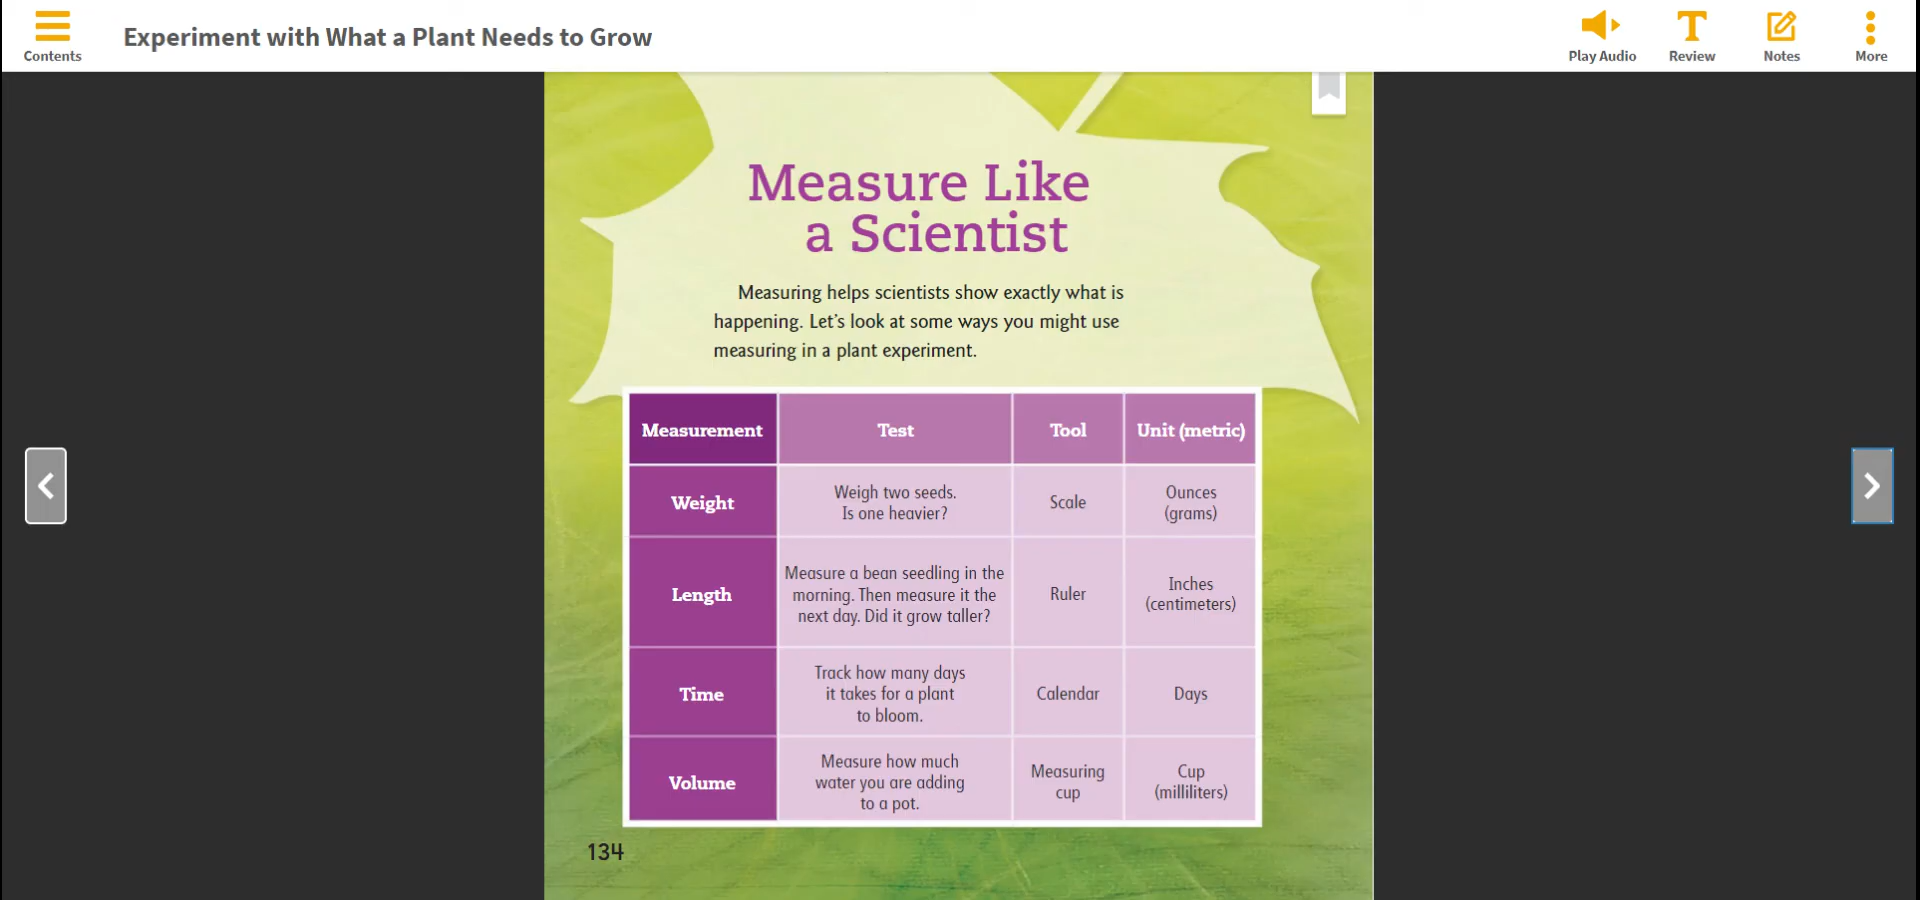 Contents
Experiment with What a Plant Needs to Grow
Play Audio
Review
Notes
More
Measure Like
a Scientist
Measuring helps scientists show exactly what is
happening. Let's look at some ways you might use
measuring in a plant experiment.
Measurement
Test
Tool
Unit (metric)
Weight
Weigh two seeds.
Is one heavier?
Scale
Ounces
(grams)
Length
Measure a bean seedling in the
morning. Then measure it the
next day. Did it grow taller?
Ruler
Inches
(centimeters)
Time
Track how many days
it takes for a plant
to bloom.
Calendar
Days
Volume
Measure how much
water you are adding
to a pot.
Measuring
cup
Cup
(milliliters)
134